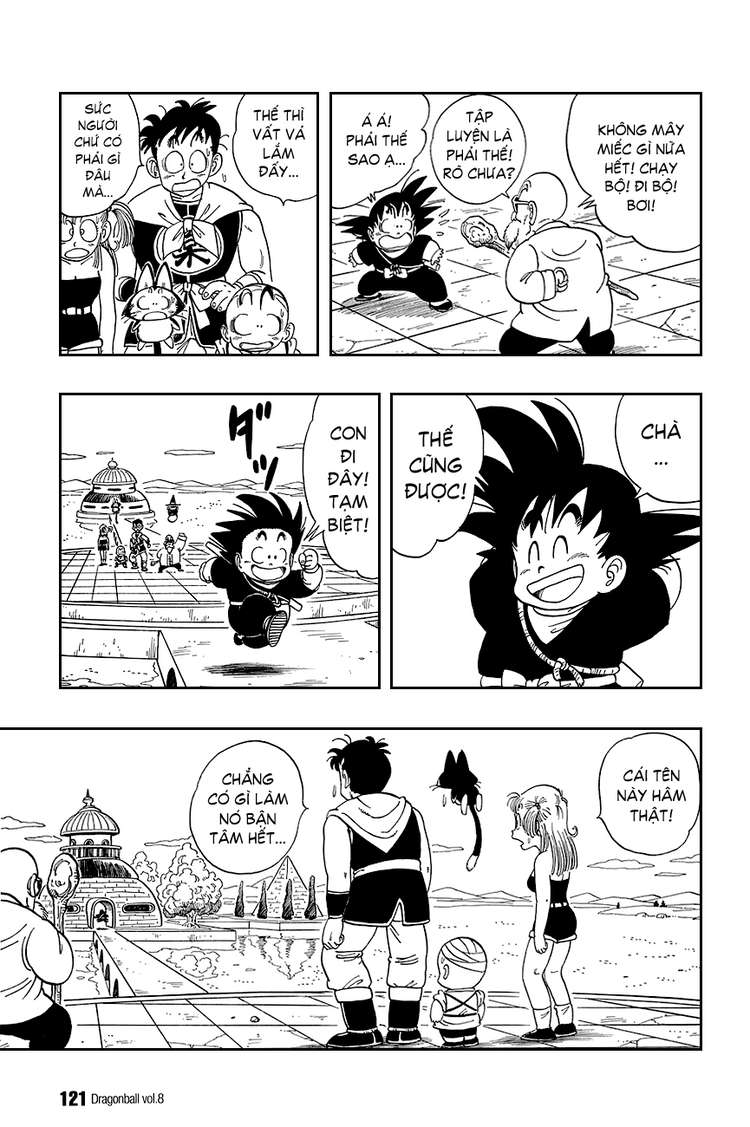 KHÔNG MÂY
MIẾC GÌ NỮA
HẾT! CHẠY
BỘ! ĐI BỘ!
BƠI!
TẬP
LUYỆN LÀ
PHẢI THẾ!
RÕ CHƯA?
Á Á!
PHẢI THẾ
SAO Ạ...
THẾ THÌ
VẤT VẢ
LẮM
ĐẤY...
SỨC
NGƯỜI
CHỨ CÓ
PHẢI GÌ
ĐÂU
MÀ...
CHÀ
...
THẾ
CŨNG
ĐƯỢC!
CON
ĐI
ĐÂY!
TẠM
BIỆT!
ダッ
CÁI TÊN
NÀY HÂM
THẬT!
CHẲNG
CÓ GÌ LÀM
NÓ BẬN
TÂM HẾT...
121 Dragonball vol.8